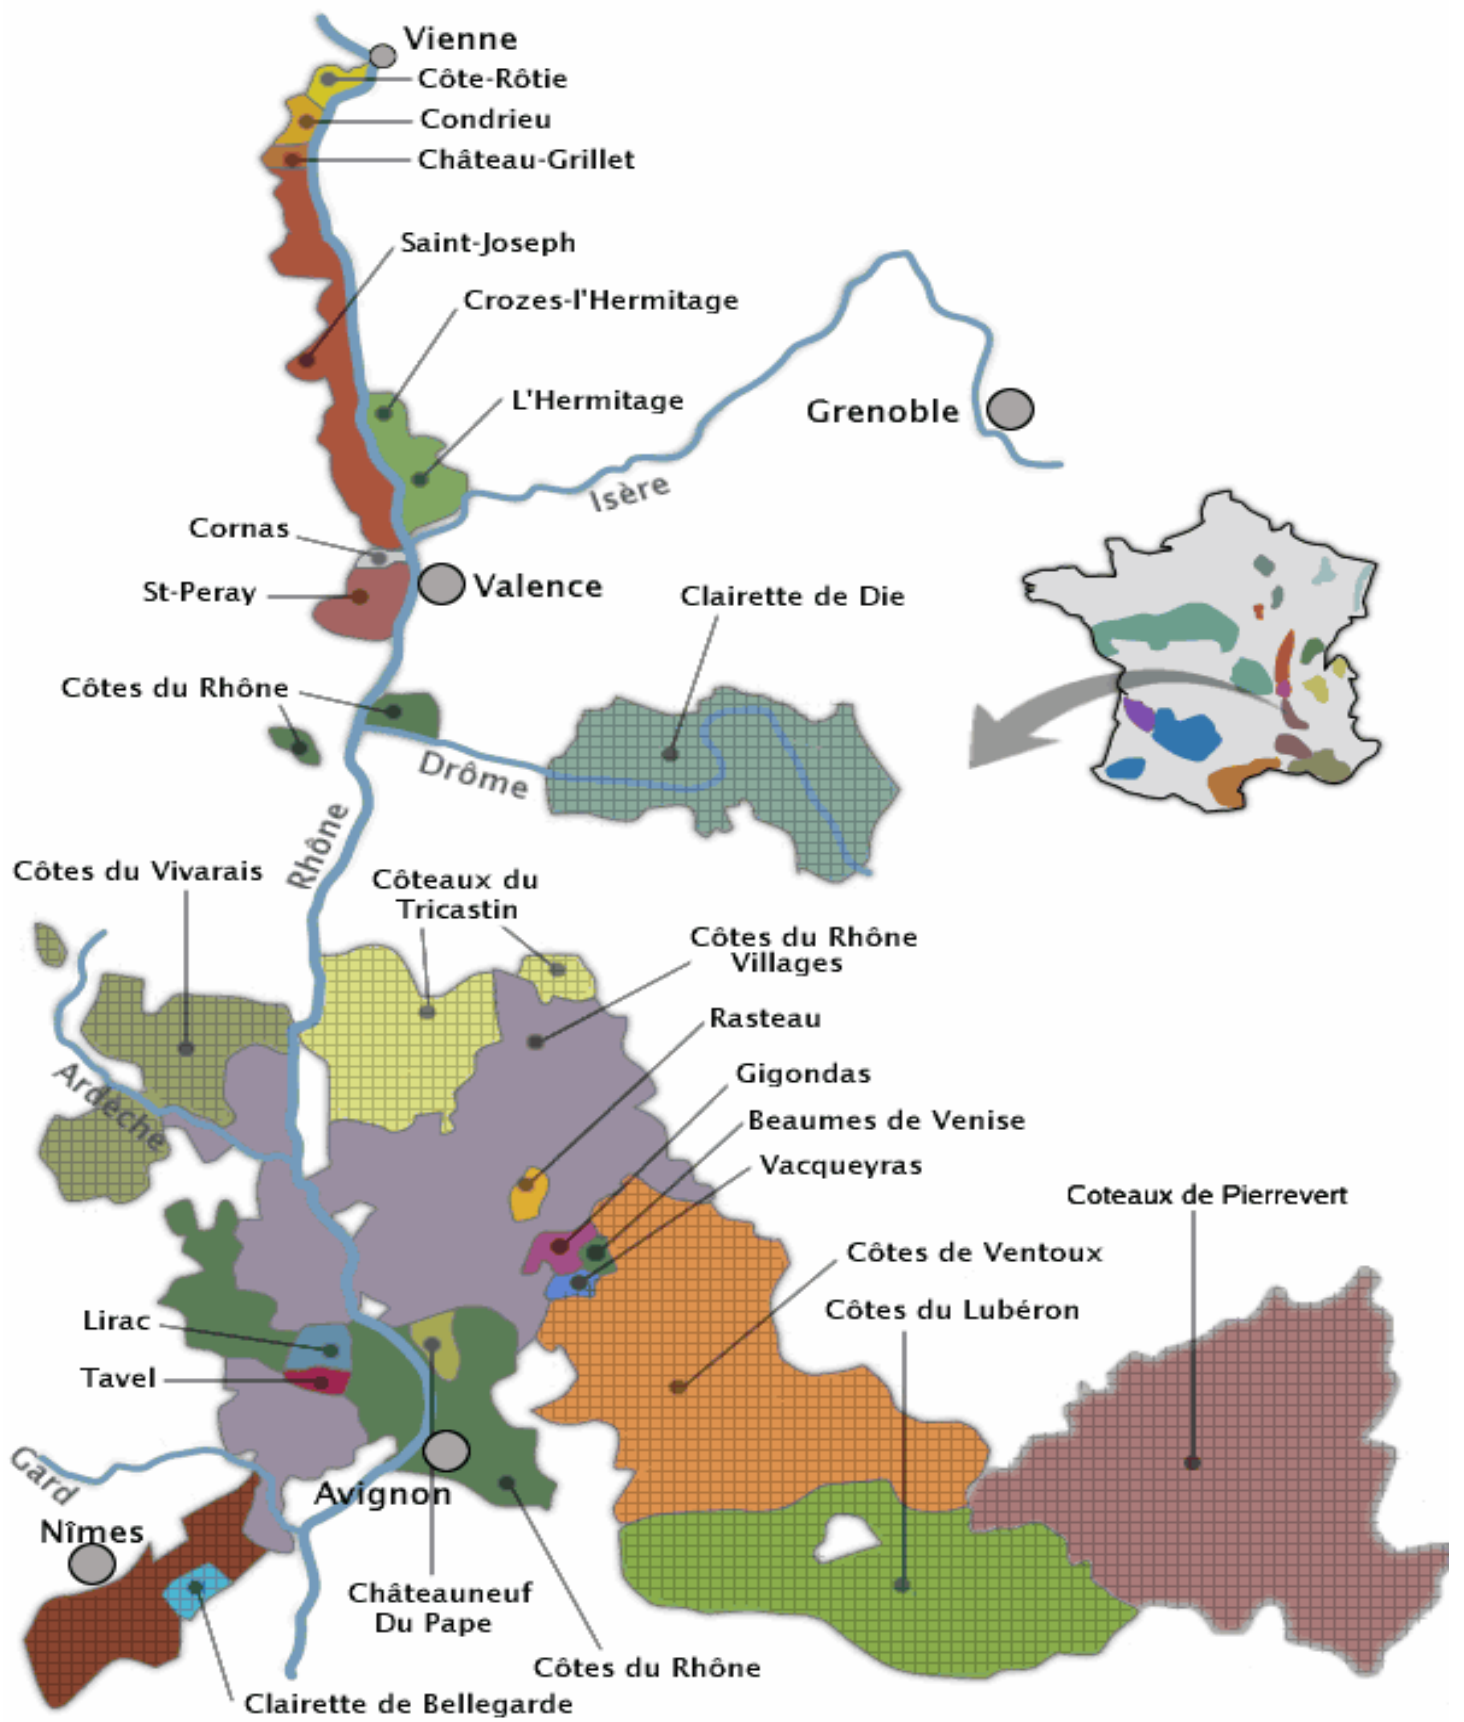 Vienne
Côte-Rôtie
Condrieu
Château-Grillet
Saint-Joseph
Crozes-l'Hermitage
L'Hermitage
Grenoble
Isère
Cornas
St-Peray
Valence
Clairette de Die
Côtes du Rhône
Drôme
Rhône
Côtes du Vivarais
Côteaux du
Tricastin
Côtes du Rhône
Villages
Rasteau
Gigondas
Ardèche
Beaumes de Venise
Vacqueyras
Coteaux de Pierrevert
Côtes de Ventoux
Côtes du Lubéron
Lirac
Tavel
Gard
Avignon
Nîmes
Châteauneuf
Du Pape
Côtes du Rhône
Clairette de Bellegarde